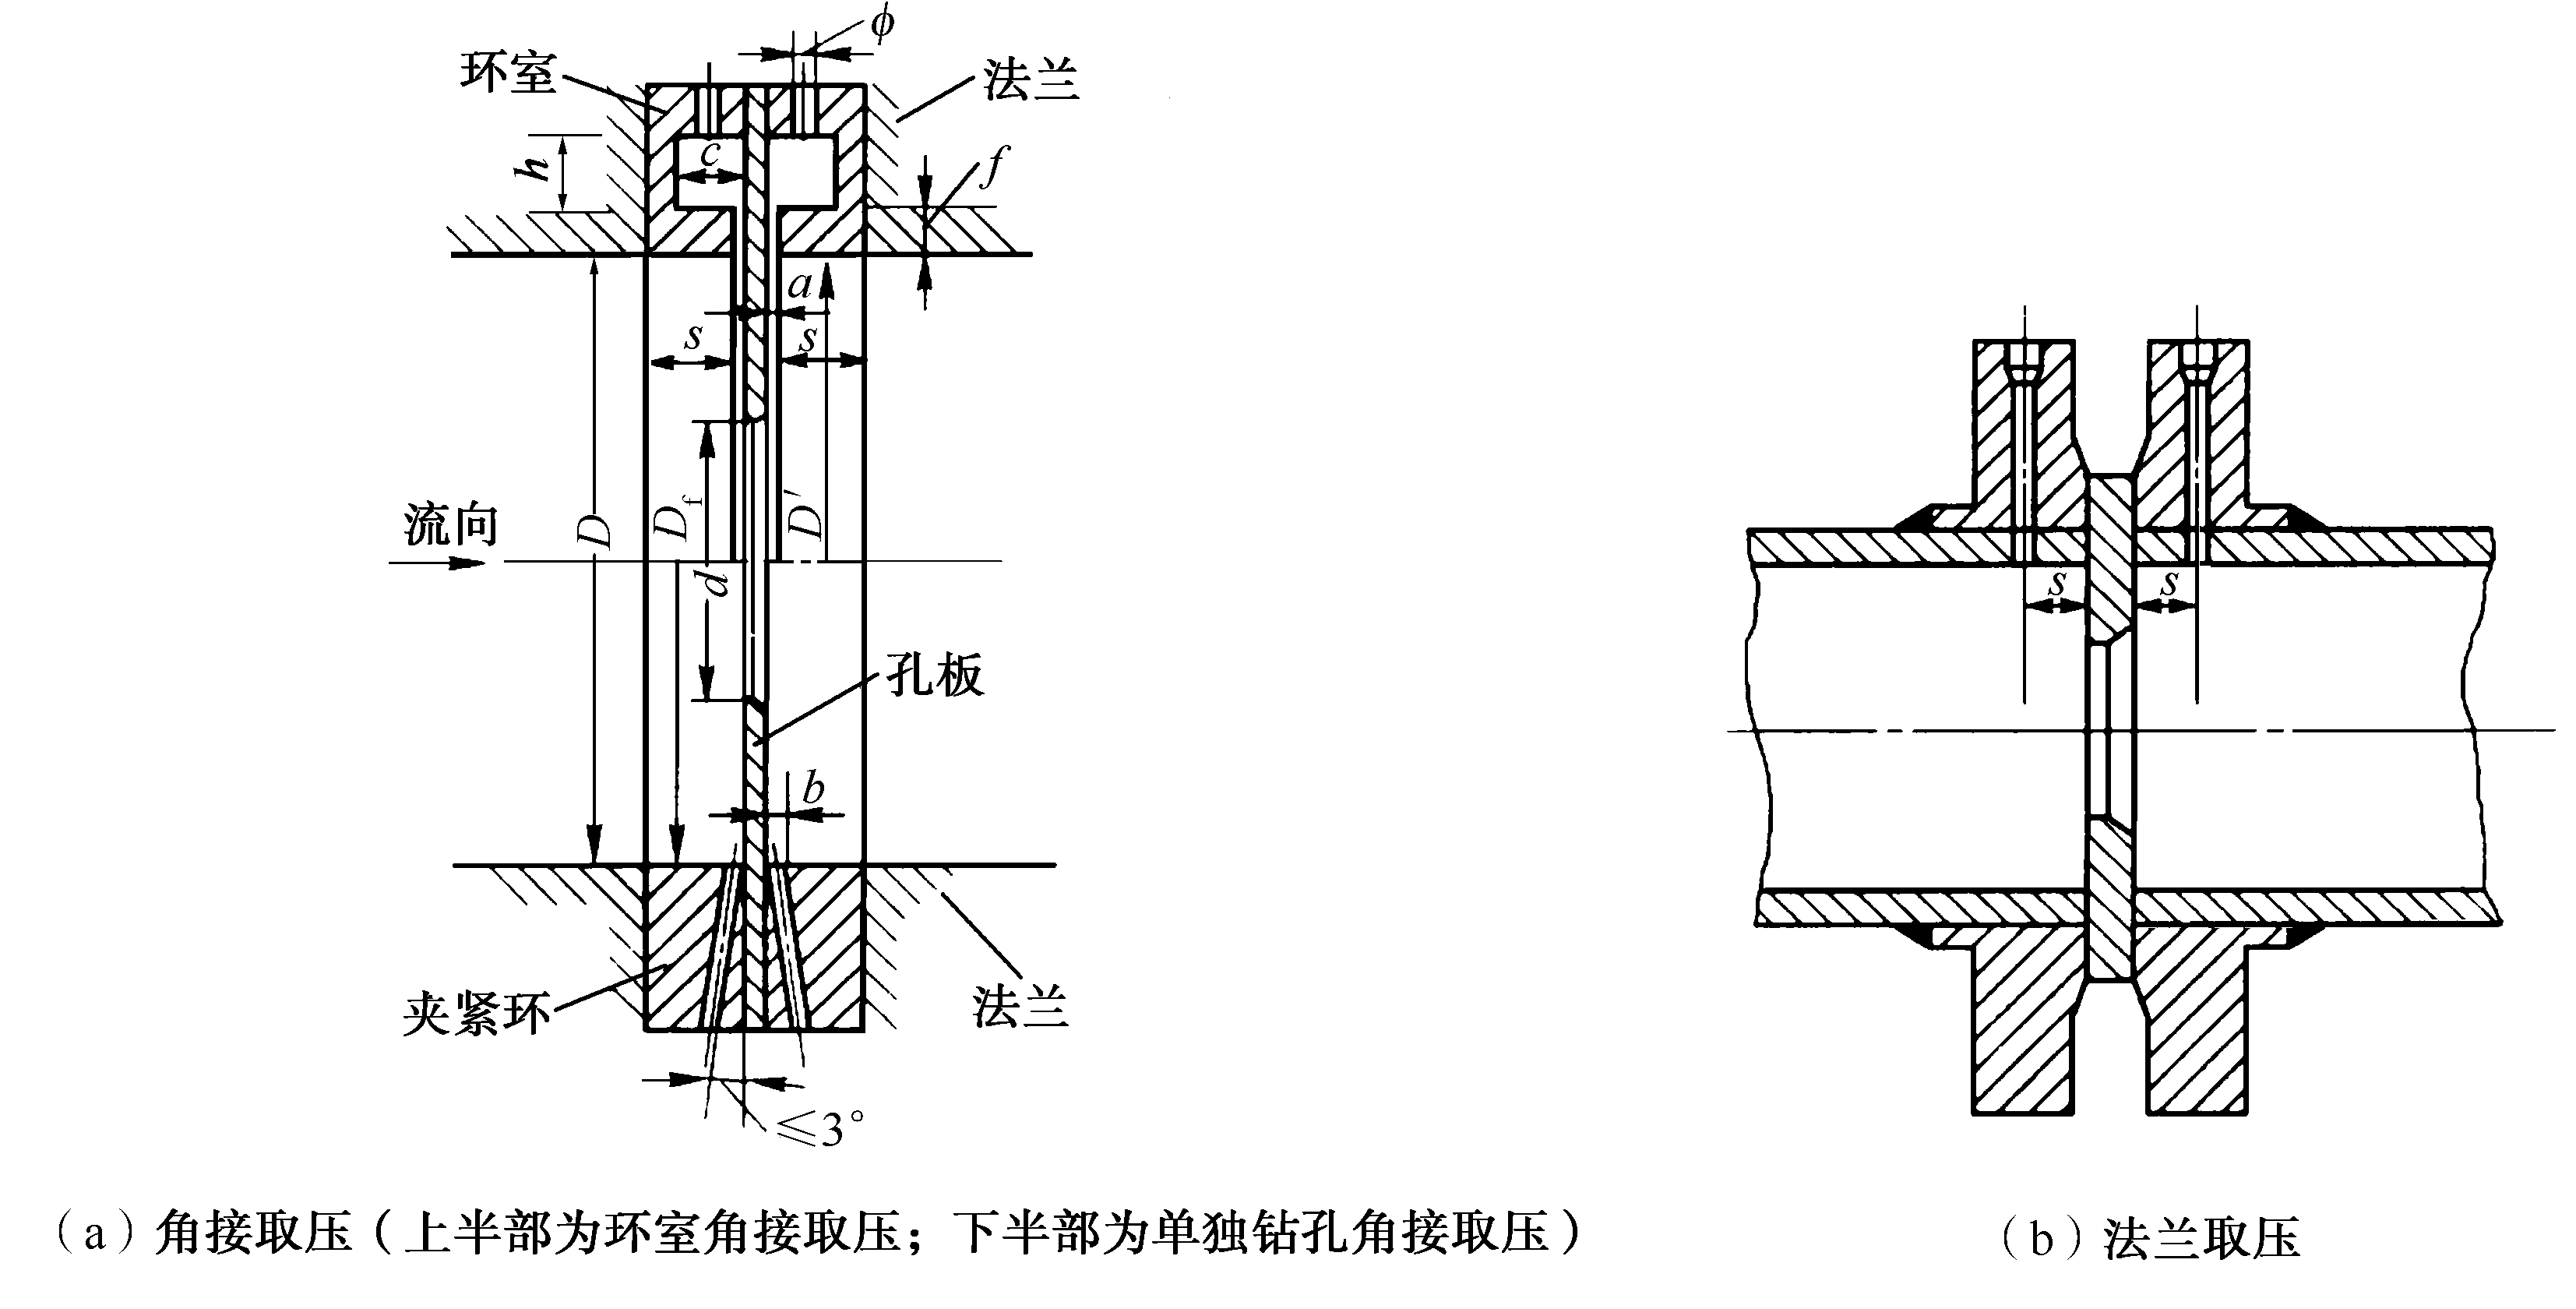 ϕ
环室
法兰
c
h
f
a
s
s
D
D_f
D′
流向
d
孔板
b
夹紧环
法兰
≤3°
s
s
（a）角接取压（上半部为环室角接取压；下半部为单独钻孔角接取压）
（b）法兰取压